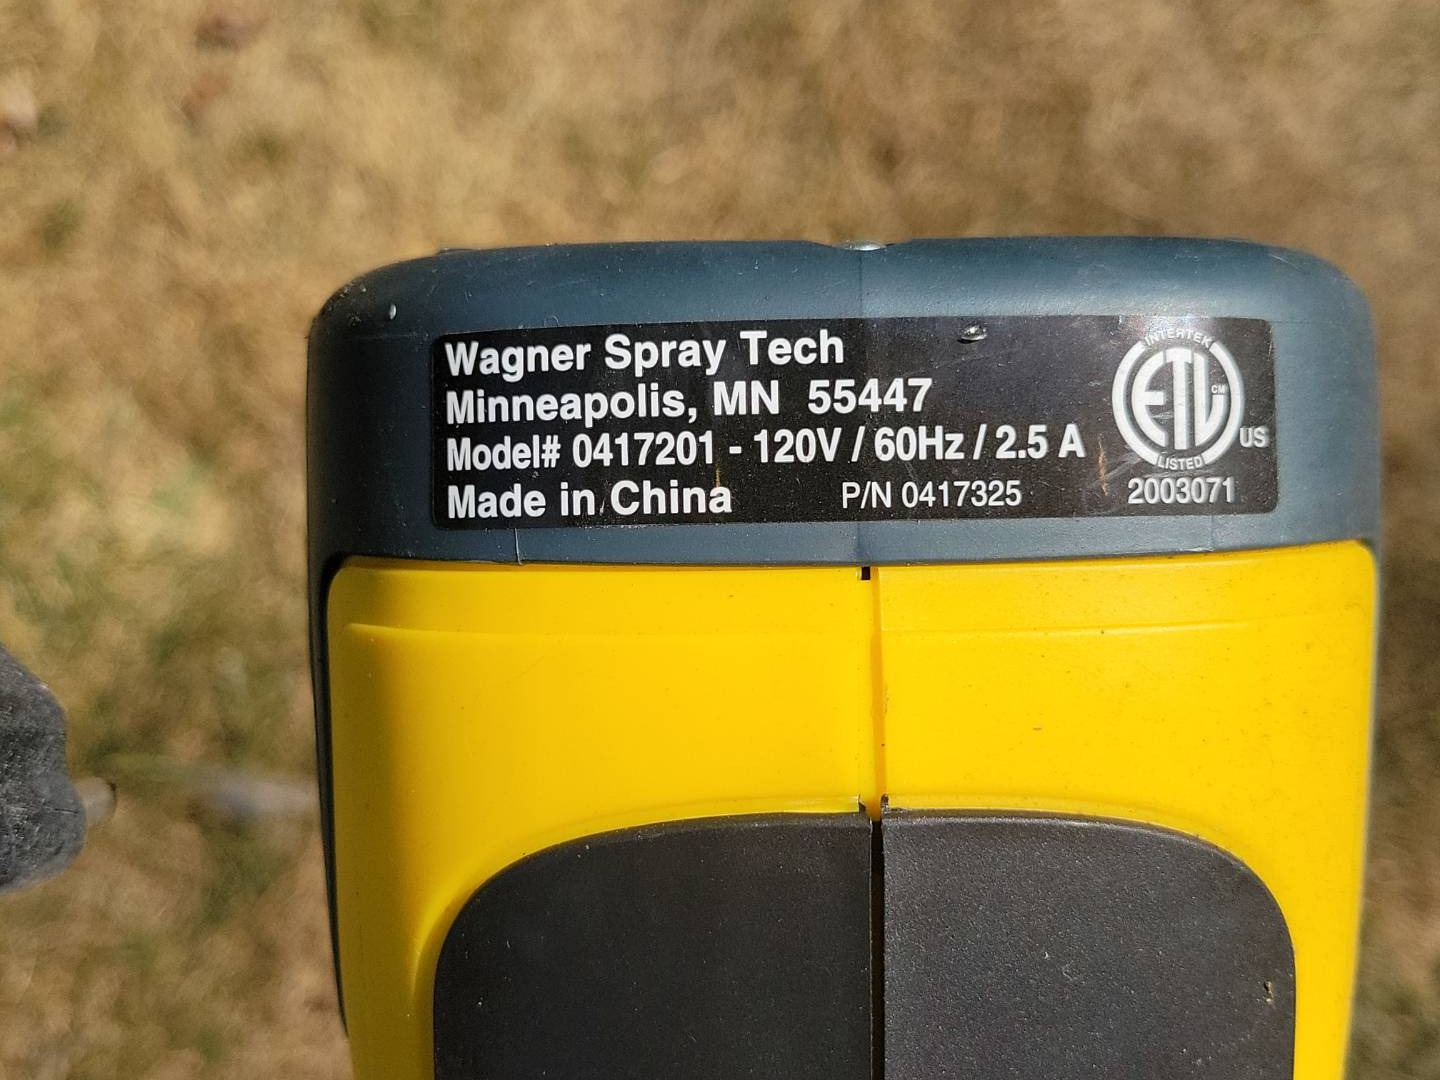 Wagner Spray Tech
Minneapolis, MN 55447
Model# 0417201 - 120V / 60Hz / 2.5 A
Made in China P/N 0417325
INTERTEK
ETL CM
US
LISTED
2003071